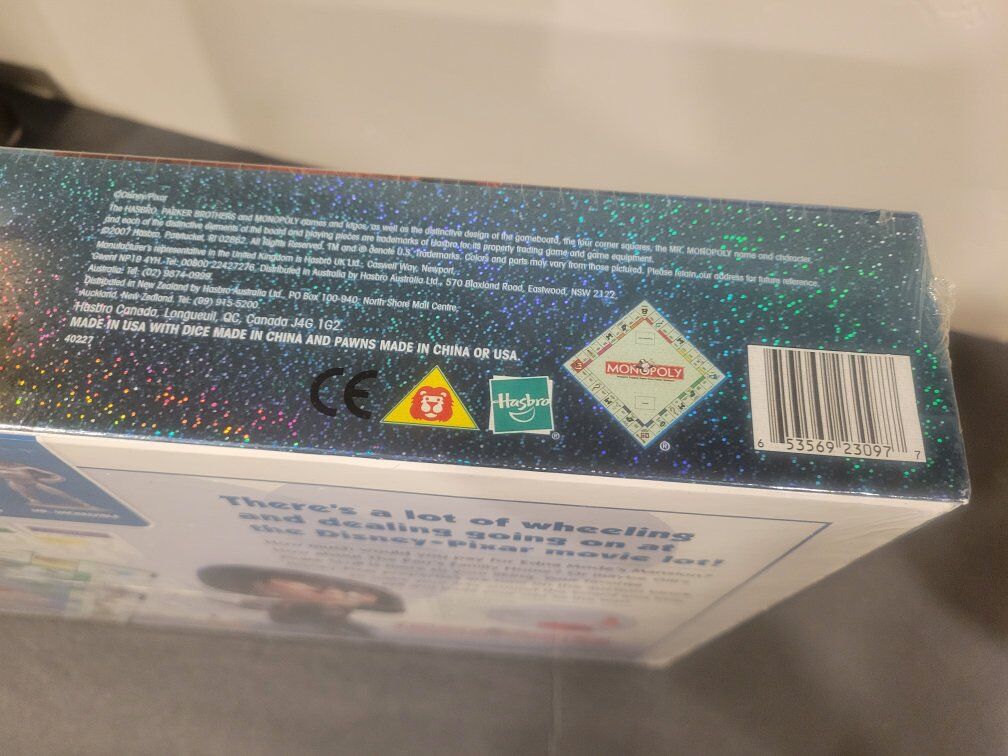 ©Disney/Pixar
The HASBRO, PARKER BROTHERS and MONOPOLY names and logos, as well as the distinctive design of the gameboard, the four corner squares, the MR. MONOPOLY name and character,
and each of the distinctive elements of the board and playing pieces are trademarks of Hasbro for its property trading game and game equipment.
©2007 Hasbro, Pawtucket, RI 02862. All Rights Reserved. TM and ® denote U.S. Trademarks. Colors and parts may vary from those pictured. Please retain our address for future reference.
Manufacturer's representative in the United Kingdom is Hasbro UK Ltd., Caswell Way, Newport,
Gwent NP19 4YH. Tel: 00800 22427276. Distributed in Australia by Hasbro Australia Ltd., 570 Blaxland Road, Eastwood, NSW 2122,
Australia. Tel: (02) 9874-0999.
Distributed in New Zealand by Hasbro Australia Ltd., PO Box 100-940, North Shore Mail Centre,
Auckland, New Zealand. Tel: (09) 915-5200
Hasbro Canada, Longueuil, QC, Canada J4G 1G2.
MADE IN USA WITH DICE MADE IN CHINA AND PAWNS MADE IN CHINA OR USA.
40227
CE
Hasbro
®
MONOPOLY
®
6 53569 23097 7
There's a lot of wheeling
and dealing going on at
the Disney-Pixar movie lot!